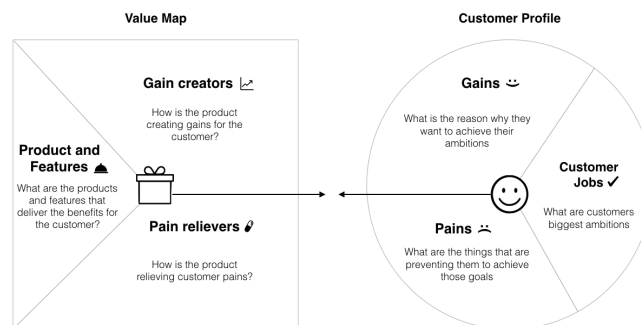 Value Map
Gain creators
How is the product
creating gains for the
customer?
Product and
Features
What are the products
and features that
deliver the benefits for
the customer?
Pain relievers
How is the product
relieving customer pains?
Customer Profile
Gains
What is the reason why they
want to achieve their
ambitions
Customer
Jobs
What are customers
biggest ambitions
Pains
What are the things that are
preventing them to achieve
those goals